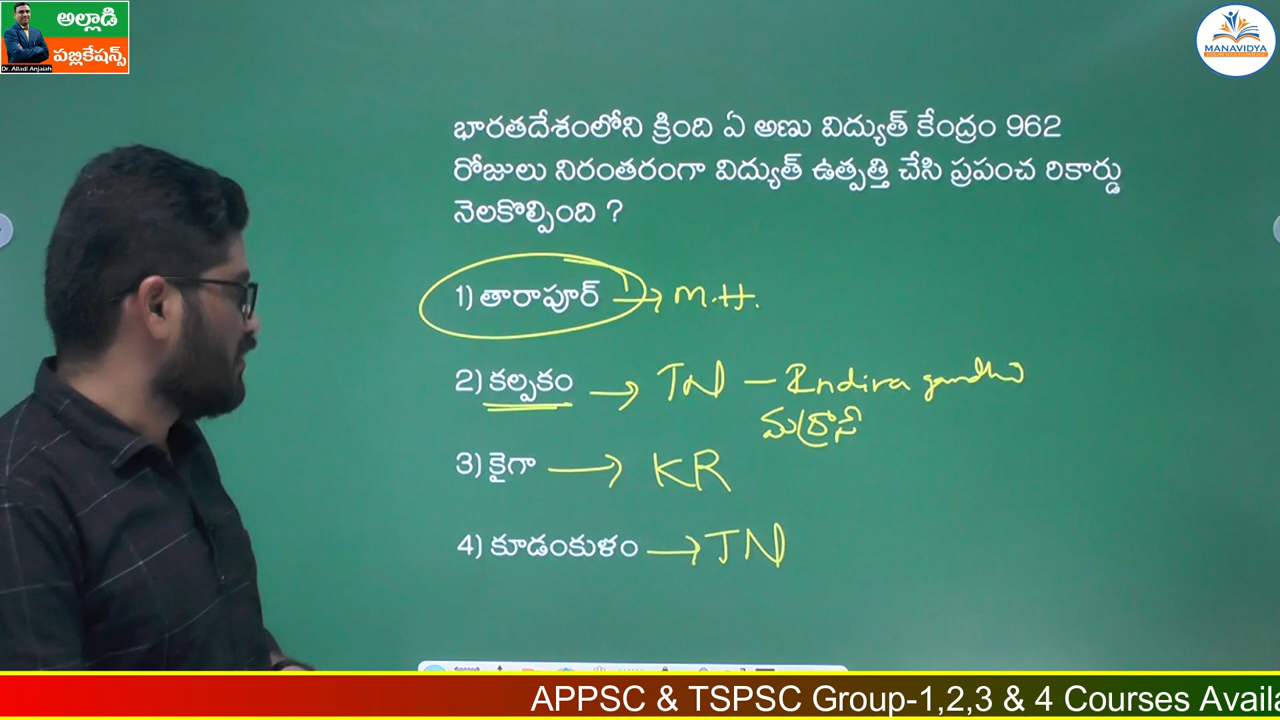 అల్లాడి
పబ్లికేషన్స్
Dr. Alladi Anjaiah
MANAVIDYA
భారతదేశంలోని క్రింది ఏ అణు విద్యుత్ కేంద్రం 962
రోజులు నిరంతరంగా విద్యుత్ ఉత్పత్తి చేసి ప్రపంచ రికార్డు
నెలకొల్పింది ?
1) తారాపూర్ → M.H.
2) కల్పకం → TN – Indira gandhi
మద్రాస్
3) కైగా → KR
4) కూడంకుళం → TN
APPSC & TSPSC Group-1,2,3 & 4 Courses Availa